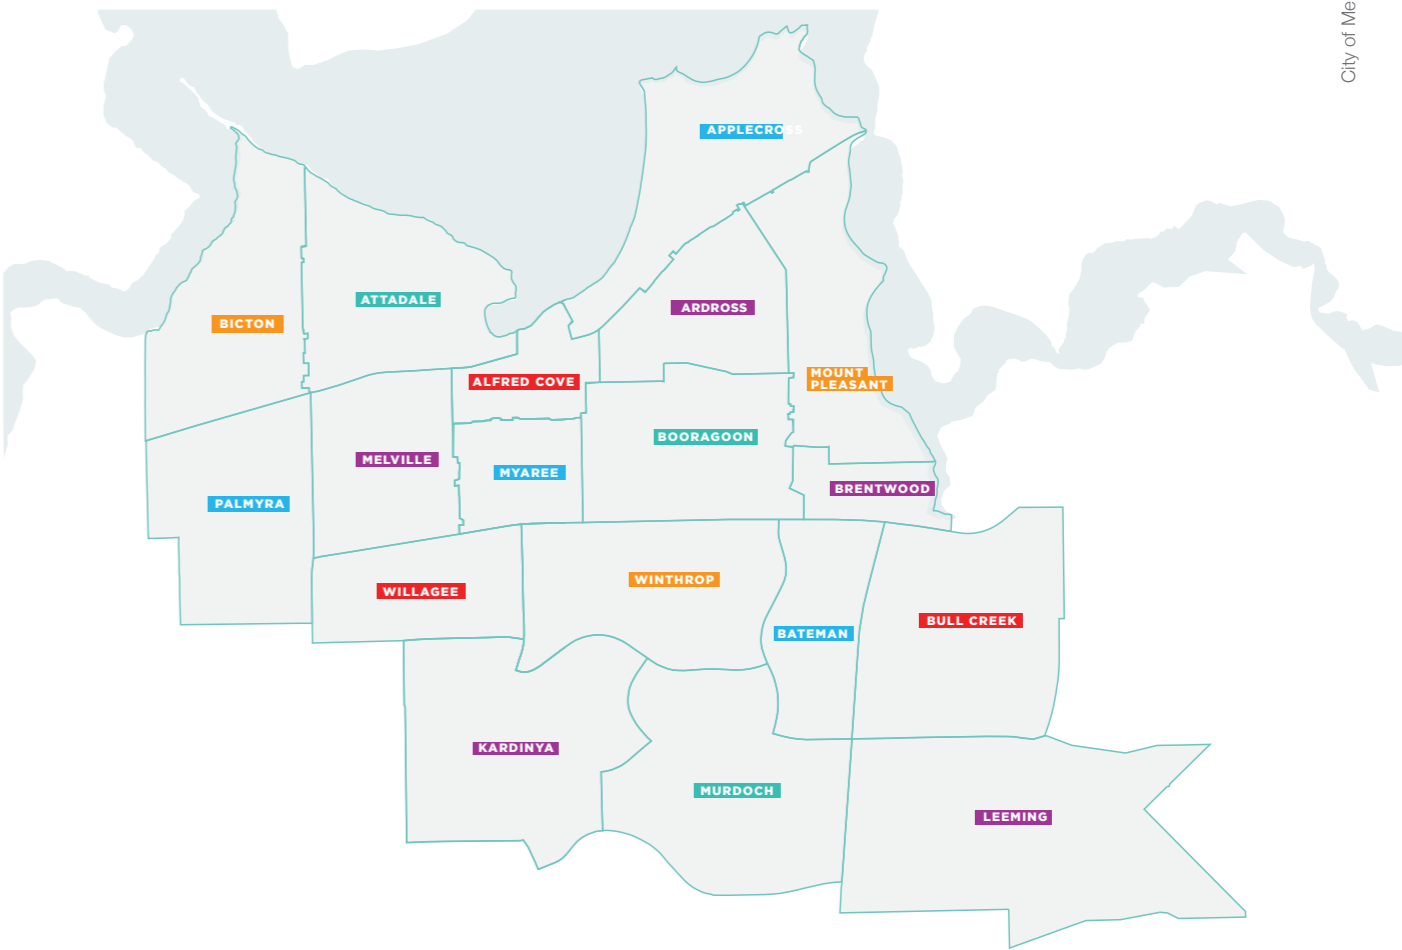 City of Me
APPLECROSS
ATTADALE
ARDROSS
BICTON
MOUNT
PLEASANT
ALFRED COVE
BOORAGOON
MELVILLE
MYAREE
BRENTWOOD
PALMYRA
WINTHROP
WILLAGEE
BULL CREEK
BATEMAN
KARDINYA
MURDOCH
LEEMING